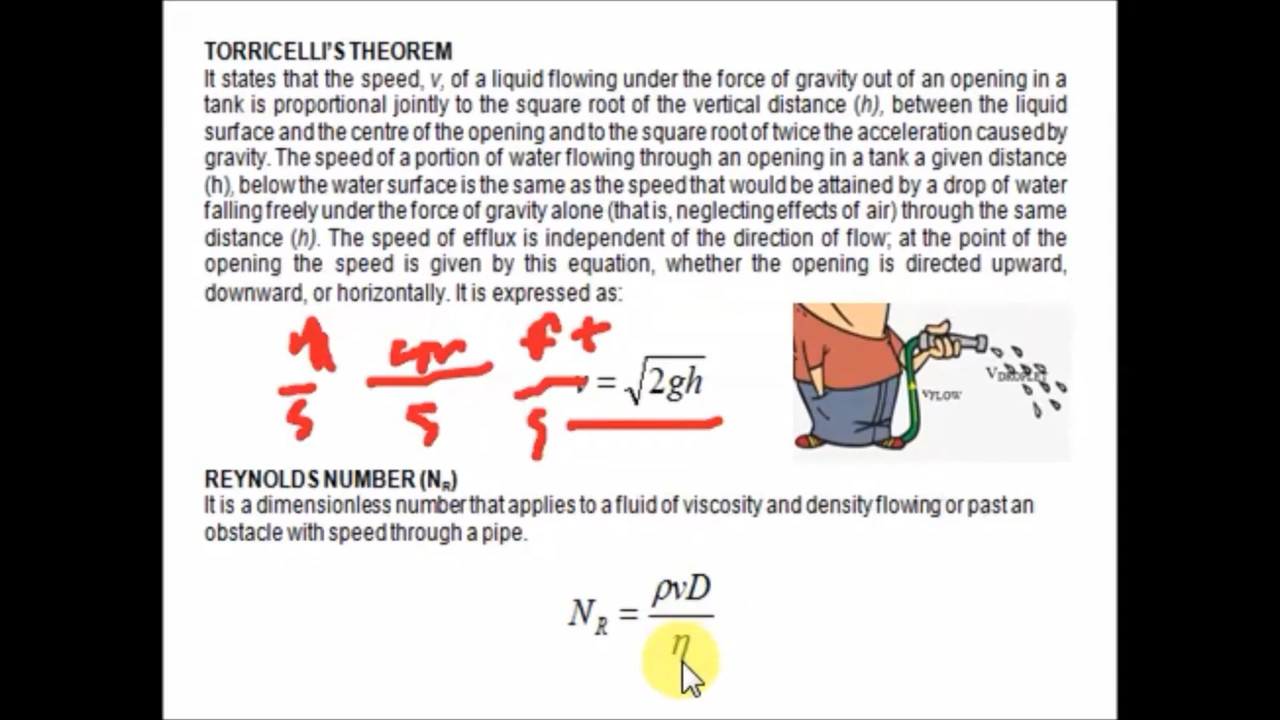 TORRICELLI'S THEOREM
It states that the speed, v, of a liquid flowing under the force of gravity out of an opening in a
tank is proportional jointly to the square root of the vertical distance (h), between the liquid
surface and the centre of the opening and to the square root of twice the acceleration caused by
gravity. The speed of a portion of water flowing through an opening in a tank a given distance
(h), below the water surface is the same as the speed that would be attained by a drop of water
falling freely under the force of gravity alone (that is, neglecting effects of air) through the same
distance (h). The speed of efflux is independent of the direction of flow; at the point of the
opening the speed is given by this equation, whether the opening is directed upward,
downward, or horizontally. It is expressed as:
m/s cm/s ft/s
v = √2gh
V_DROPLET
V_FLOW
REYNOLDS NUMBER (N_R)
It is a dimensionless number that applies to a fluid of viscosity and density flowing or past an
obstacle with speed through a pipe.
N_R = ρvD/η